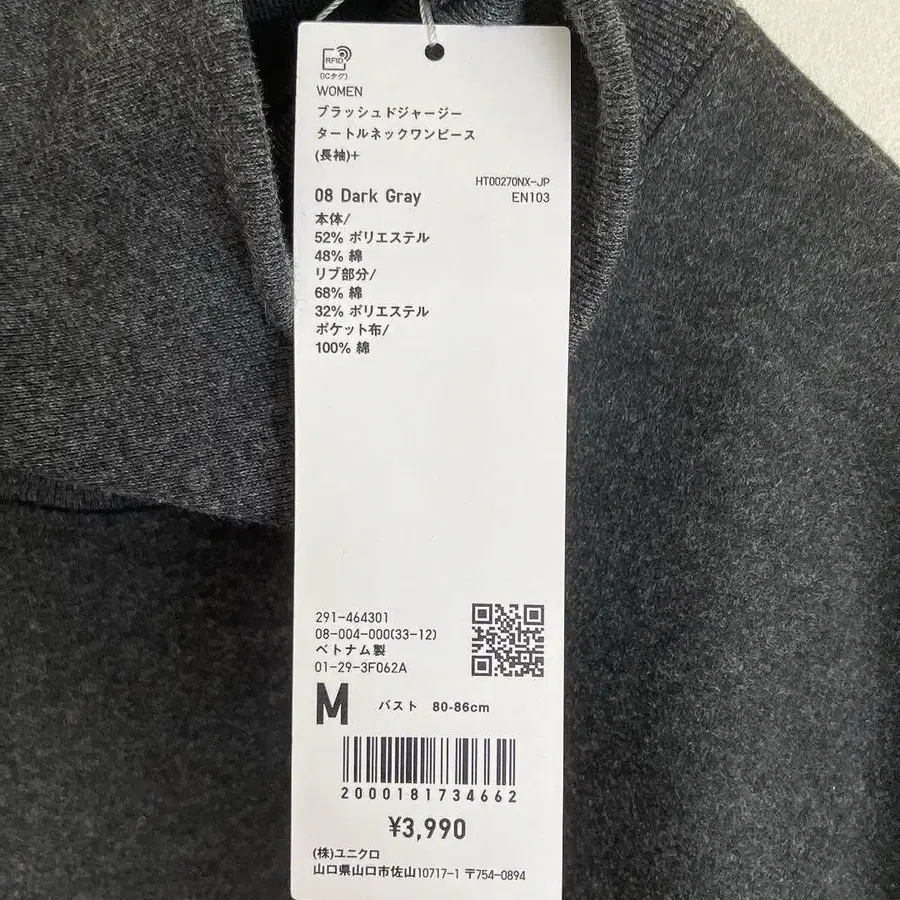 RFID
(ICタグ)
WOMEN
ブラッシュドジャージー
タートルネックワンピース
(長袖)+
HT00270NX-JP
08 Dark Gray
EN103
本体/
52% ポリエステル
48% 綿
リブ部分/
68% 綿
32% ポリエステル
ポケット布/
100% 綿
291-464301
08-004-000(33-12)
ベトナム製
01-29-3F062A
M バスト 80-86cm
2000181734662
¥3,990
(株)ユニクロ
山口県山口市佐山10717-1 〒754-0894